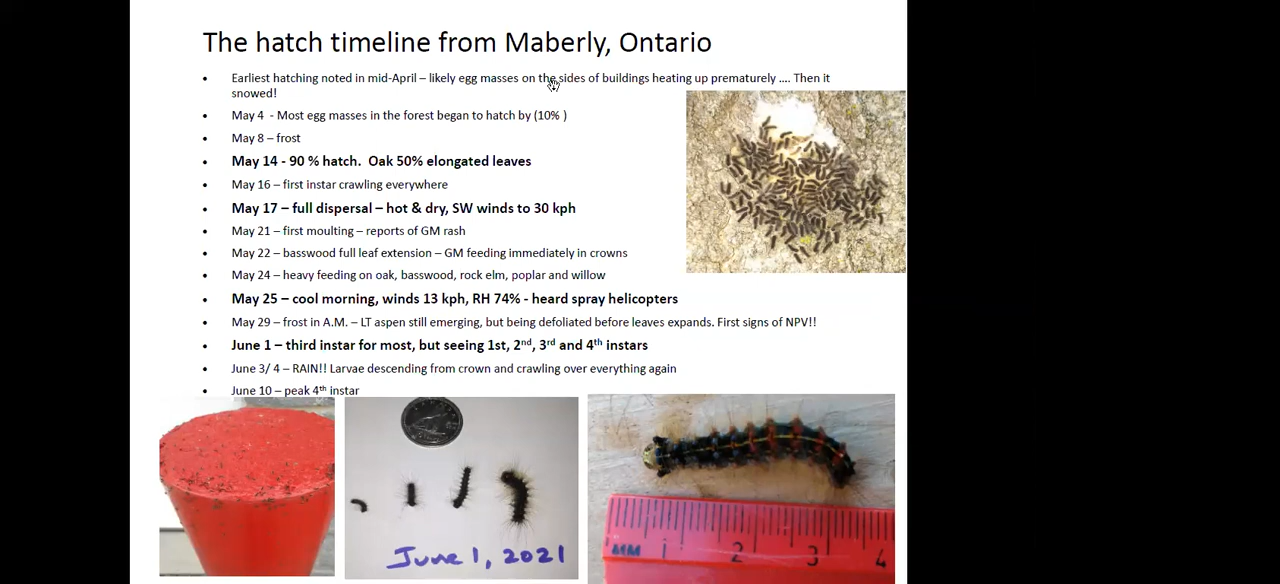 The hatch timeline from Maberly, Ontario
• Earliest hatching noted in mid-April – likely egg masses on the sides of buildings heating up prematurely .... Then it
snowed!
• May 4 - Most egg masses in the forest began to hatch by (10% )
• May 8 – frost
• May 14 - 90 % hatch. Oak 50% elongated leaves
• May 16 – first instar crawling everywhere
• May 17 – full dispersal – hot & dry, SW winds to 30 kph
• May 21 – first moulting – reports of GM rash
• May 22 – basswood full leaf extension – GM feeding immediately in crowns
• May 24 – heavy feeding on oak, basswood, rock elm, poplar and willow
• May 25 – cool morning, winds 13 kph, RH 74% - heard spray helicopters
• May 29 – frost in A.M. – LT aspen still emerging, but being defoliated before leaves expands. First signs of NPV!!
• June 1 – third instar for most, but seeing 1st, 2nd, 3rd and 4th instars
• June 3/ 4 – RAIN!! Larvae descending from crown and crawling over everything again
• June 10 – peak 4th instar
June 1, 2021
MM 1 2 3 4